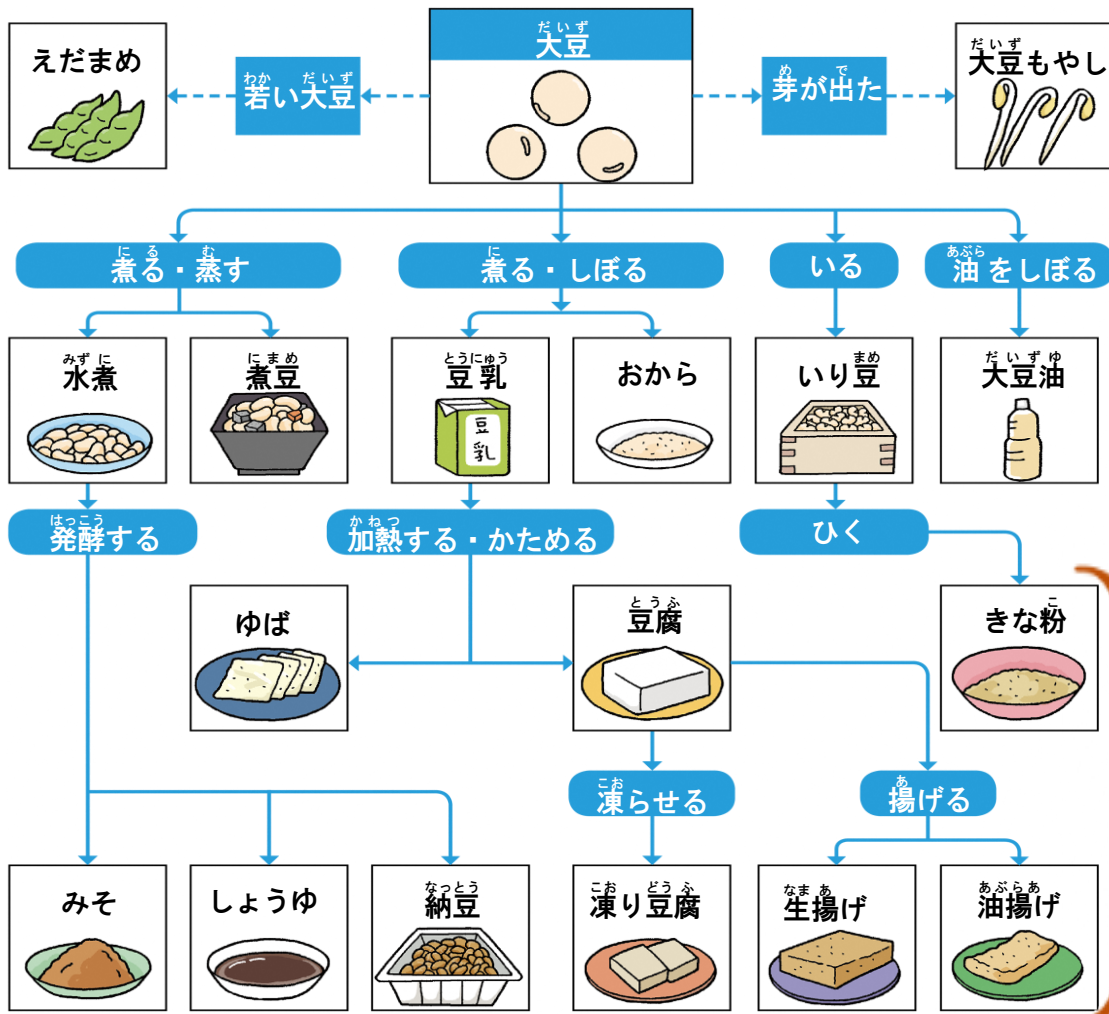 だいず
大豆
えだまめ
わか だいず
若い大豆
め で
芽が出た
だいず
大豆もやし
に る む
煮る・蒸す
に
煮る・しぼる
いる
あぶら
油をしぼる
みず に
水煮
に まめ
煮豆
とうにゅう
豆乳
豆乳
おから
まめ
いり豆
だい ず ゆ
大豆油
はっこう
発酵する
か ねつ
加熱する・かためる
ひく
ゆば
とう ふ
豆腐
こ
きな粉
こお
凍らせる
あ
揚げる
みそ
しょうゆ
なっとう
納豆
こお どう ふ
凍り豆腐
なま あ
生揚げ
あぶら あ
油揚げ